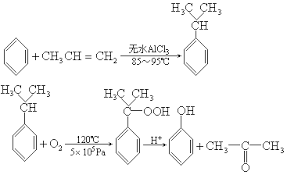 H₃C CH₃
CH
+ CH₃CH=CH₂ 无水AlCl₃ 85~95℃
H₃C CH₃
CH
+ O₂ 120℃ 5×10⁵Pa
H₃C CH₃
C OOH
H⁺
OH
+ CH₃ C CH₃
O